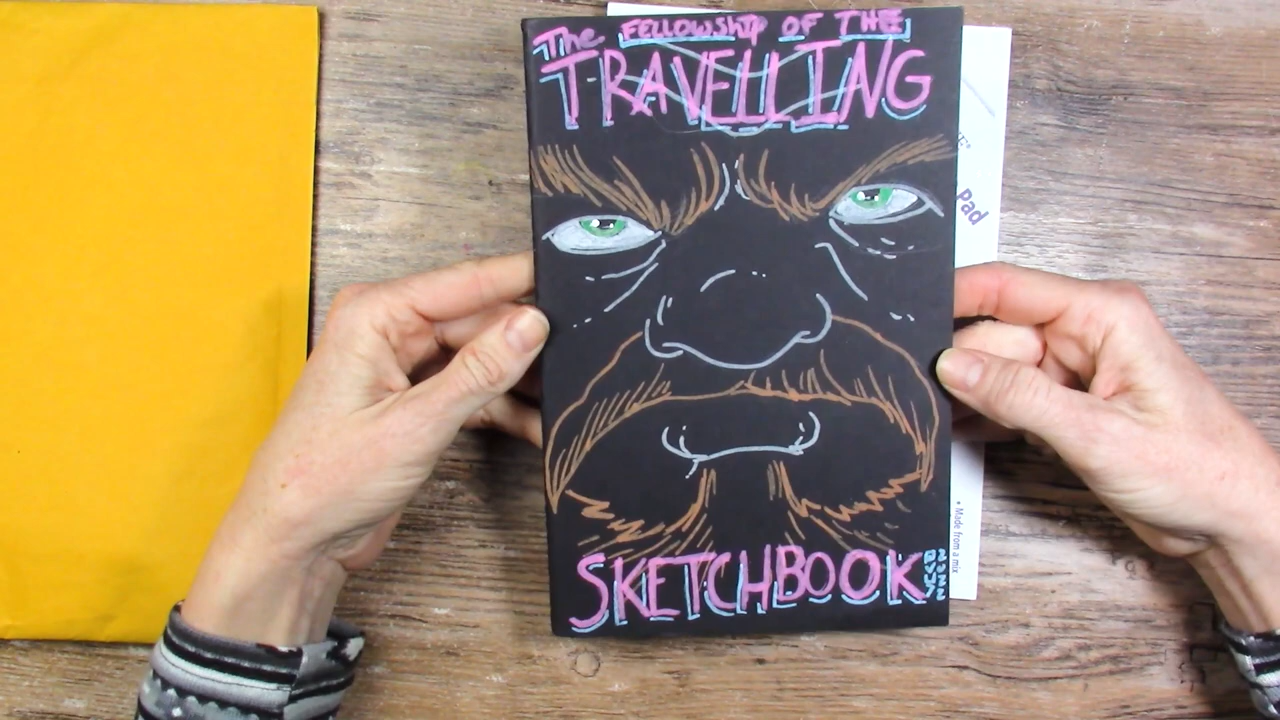 The FELLOWSHIP OF THE
TRAVELLING
Pad
• Made from a mix
SKETCHBOOK